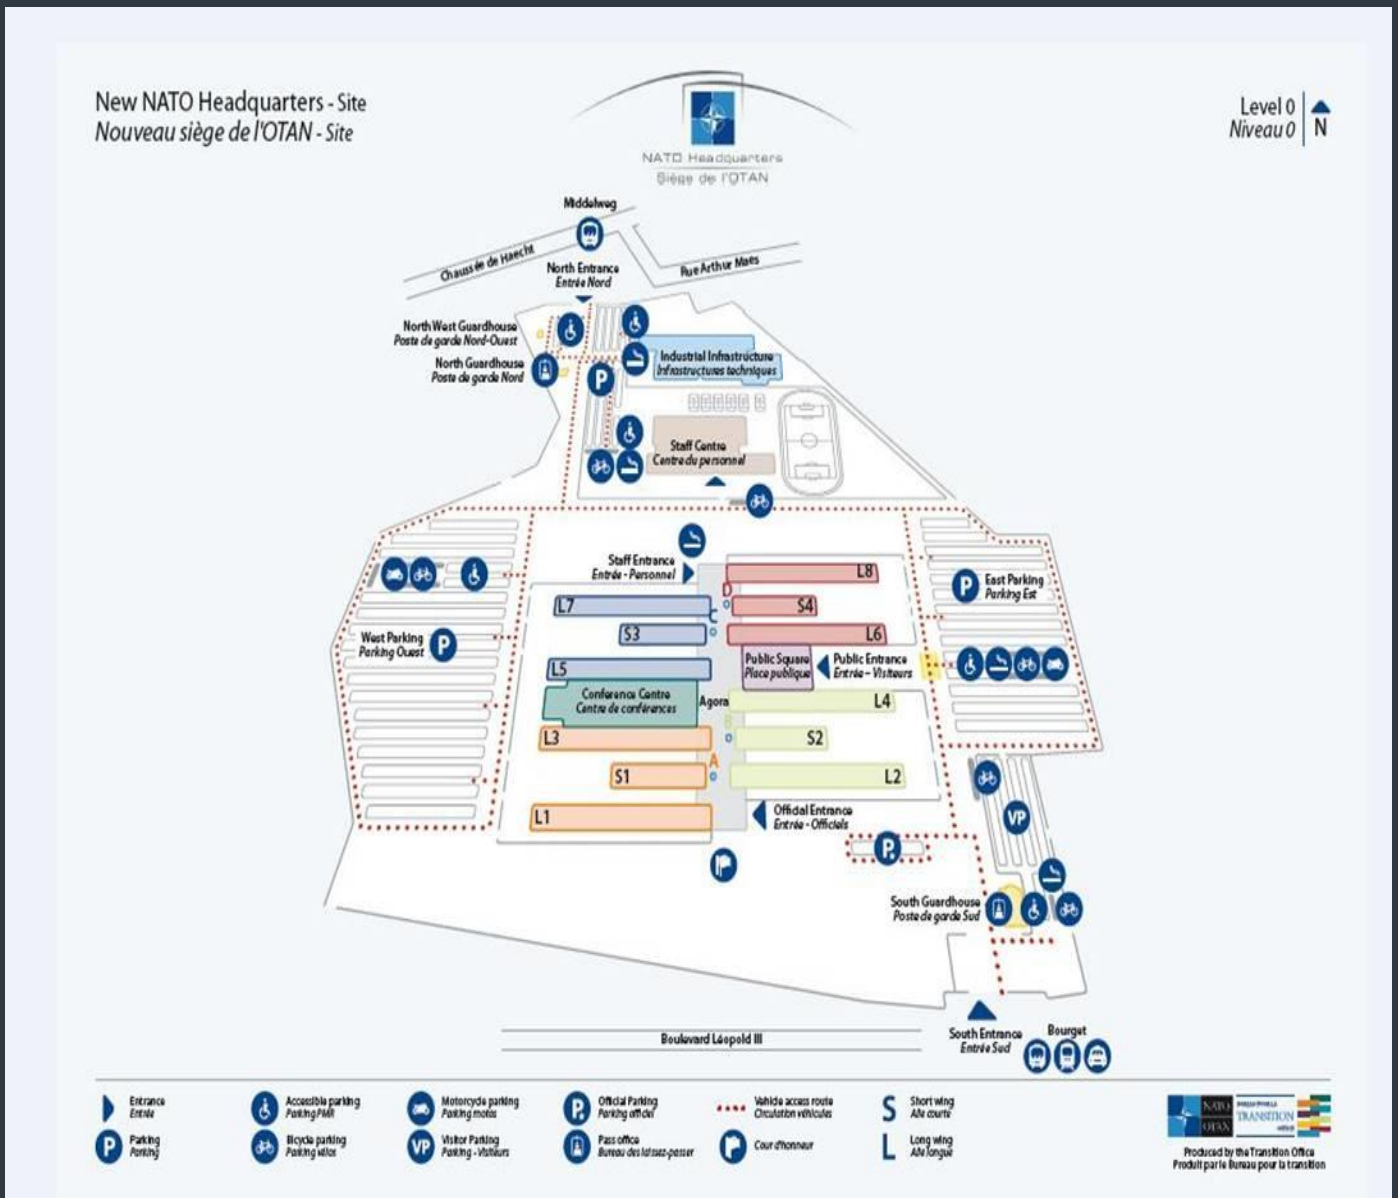 New NATO Headquarters - Site
Nouveau siège de l'OTAN - Site
NATO Headquarters
Siège de l'OTAN
Level 0
Niveau 0
N
Middelweg
Chaussée de Haecht
Rue Arthur Maes
North Entrance
Entrée Nord
North West Guardhouse
Poste de garde Nord-Ouest
North Guardhouse
Poste de garde Nord
Industrial Infrastructure
Infrastructures techniques
P
Staff Centre
Centre du personnel
Staff Entrance
Entrée - Personnel
L8
D
L7
S4
C
S3
L6
East Parking
Parking Est
P
West Parking
Parking Ouest
P
L5
Public Square
Place publique
Public Entrance
Entrée - Visiteurs
Conference Centre
Centre de conférences
Agora
L4
B
L3
S2
A
S1
L2
L1
Official Entrance
Entrée - Officiels
VP
P.
South Guardhouse
Poste de garde Sud
South Entrance
Entrée Sud
Bourget
Boulevard Léopold III
Entrance
Entrée
P
Parking
Parking
Accessible parking
Parking PMR
Bicycle parking
Parking vélos
Motorcycle parking
Parking motos
VP
Visitor Parking
Parking - Visiteurs
P.
Official Parking
Parking officiel
Pass office
Bureau des laissez-passer
Vehicle access route
Circulation véhicules
Cour d'honneur
S
Short wing
Aile courte
L
Long wing
Aile longue
NATO
OTAN
TRANSITION
Produced by the Transition Office
Produit par le Bureau pour la transition